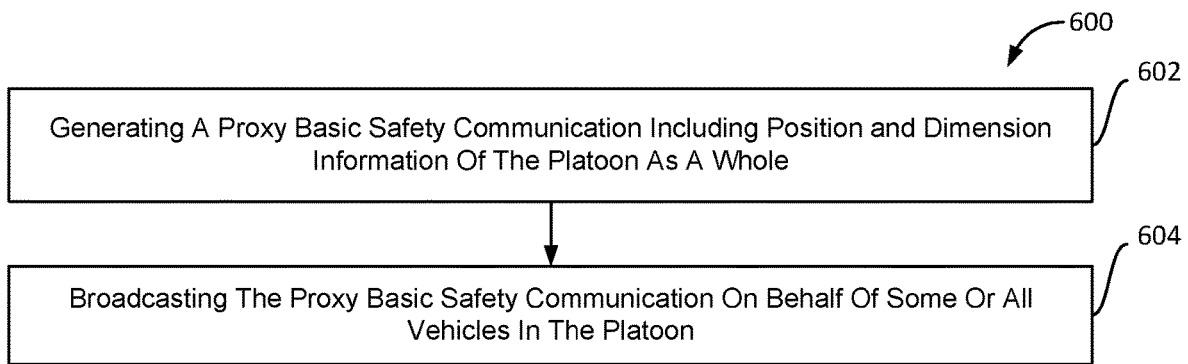 600
602
Generating A Proxy Basic Safety Communication Including Position and Dimension
Information Of The Platoon As A Whole
604
Broadcasting The Proxy Basic Safety Communication On Behalf Of Some Or All
Vehicles In The Platoon